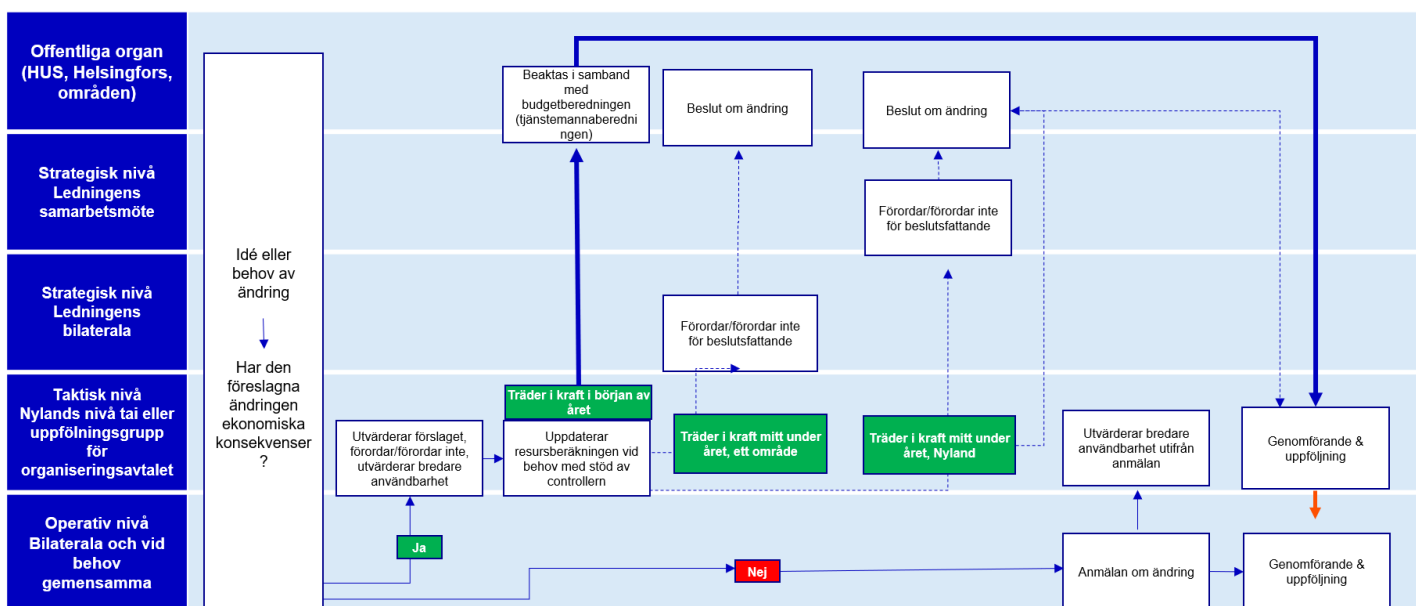 Offentliga organ
(HUS, Helsingfors,
områden)
Strategisk nivå
Ledningens
samarbetsmöte
Strategisk nivå
Ledningens
bilaterala
Taktisk nivå
Nylands nivå tai eller
uppfölningsgrupp
för
organiseringsavtalet
Operativ nivå
Bilaterala och vid
behov
gemensamma
Idé eller
behov av
ändring
Har den
föreslagna
ändringen
ekonomiska
konsekvenser
?
Beaktas i samband
med
budgetberedningen
(tjänstemannaberedni
ngen)
Beslut om ändring
Beslut om ändring
Förordar/förordar inte
för beslutsfattande
Förordar/förordar inte
för beslutsfattande
Träder i kraft i början av
året
Utvärderar förslaget,
förordar/förordar inte,
utvärderar bredare
användbarhet
Uppdaterar
resursberäkningen vid
behov med stöd av
controllern
Träder i kraft mitt under
året, ett område
Träder i kraft mitt under
året, Nyland
Utvärderar bredare
användbarhet utifrån
anmälan
Genomförande &
uppföljning
Ja
Nej
Anmälan om ändring
Genomförande &
uppföljning